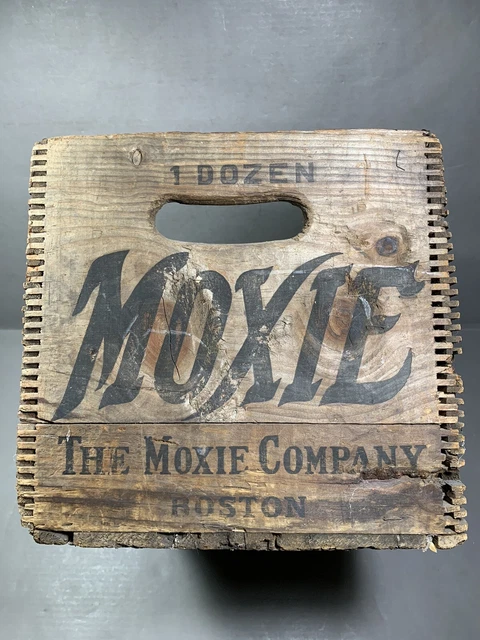 1 DOZEN
MOXIE
THE MOXIE COMPANY
BOSTON